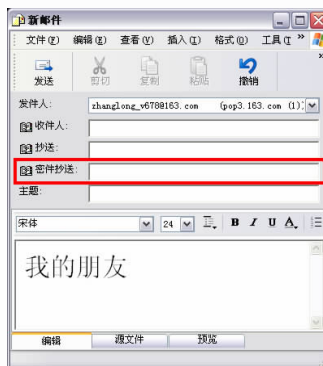 新邮件
文件(F) 编辑(E) 查看(V) 插入(I) 格式(O) 工具(T »
发送 剪切 复制 粘贴 撤销 »
发件人: zhanglong_v678@163.com (pop3.163.com (1))
收件人:
抄送:
密件抄送:
主题:
宋体 24 B I U A
我的朋友
编辑 源文件 预览